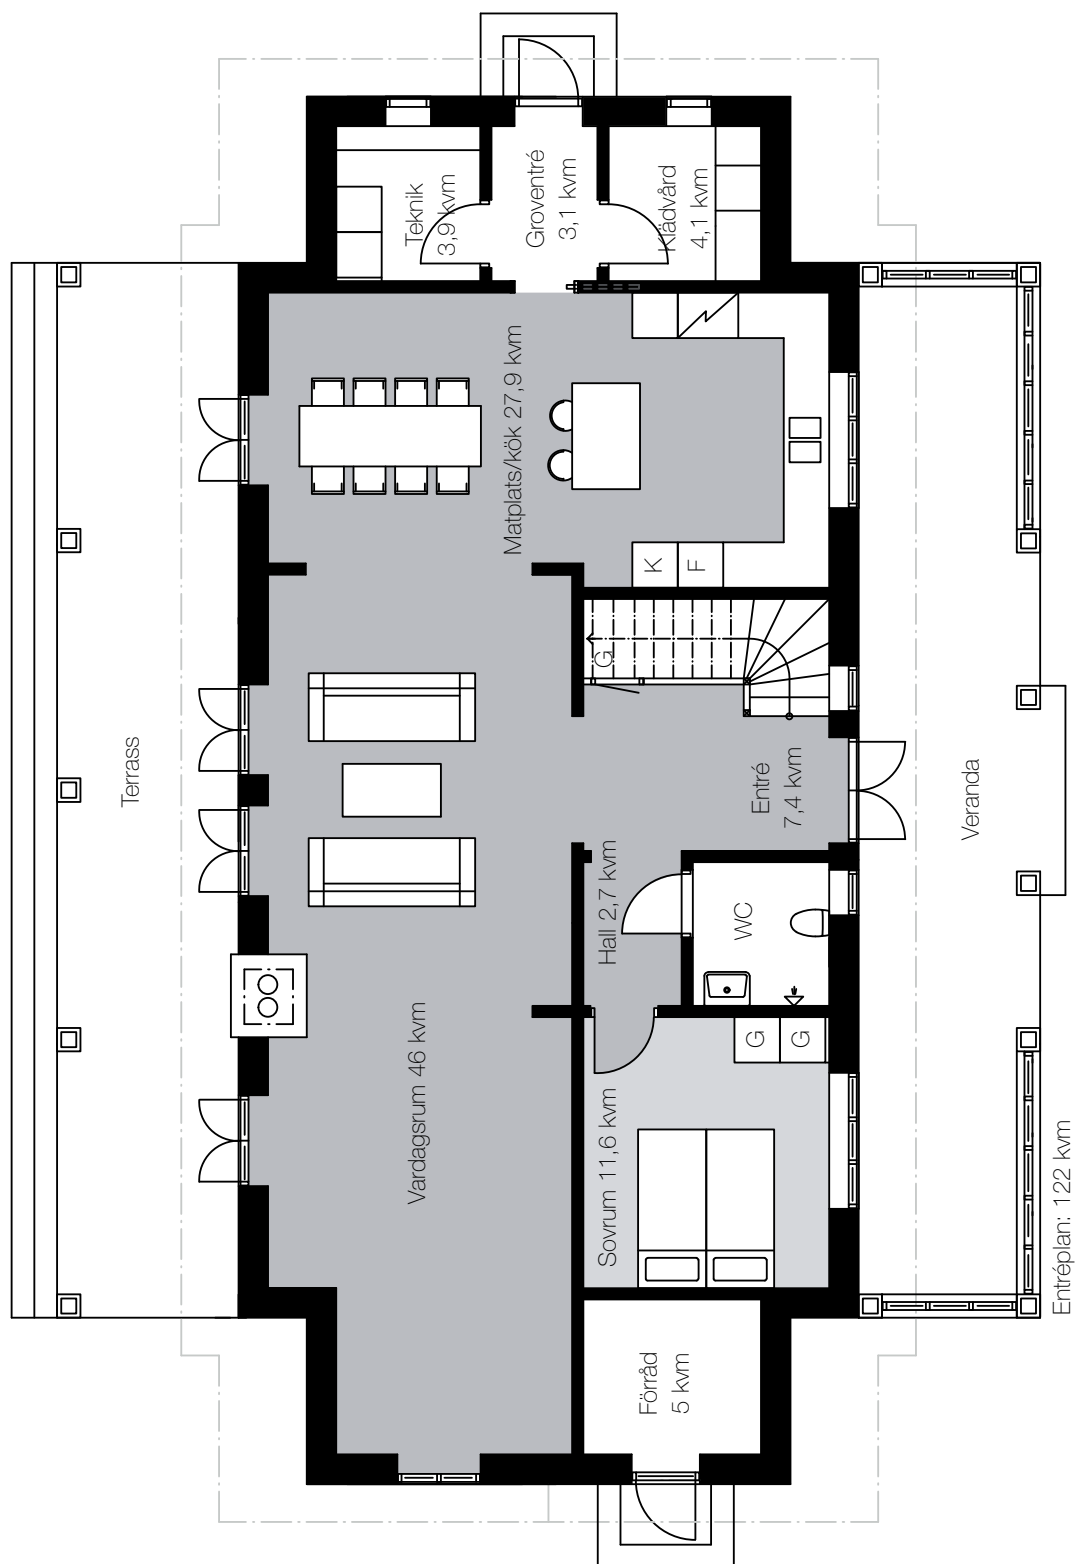 Teknik
3,9 kvm
Groventré
3,1 kvm
Klädvård
4,1 kvm
Matplats/kök 27,9 kvm
K
F
G
Terrass
Entré
7,4 kvm
Veranda
Hall 2,7 kvm
WC
Vardagsrum 46 kvm
G
G
Sovrum 11,6 kvm
Förråd
5 kvm
Entréplan: 122 kvm